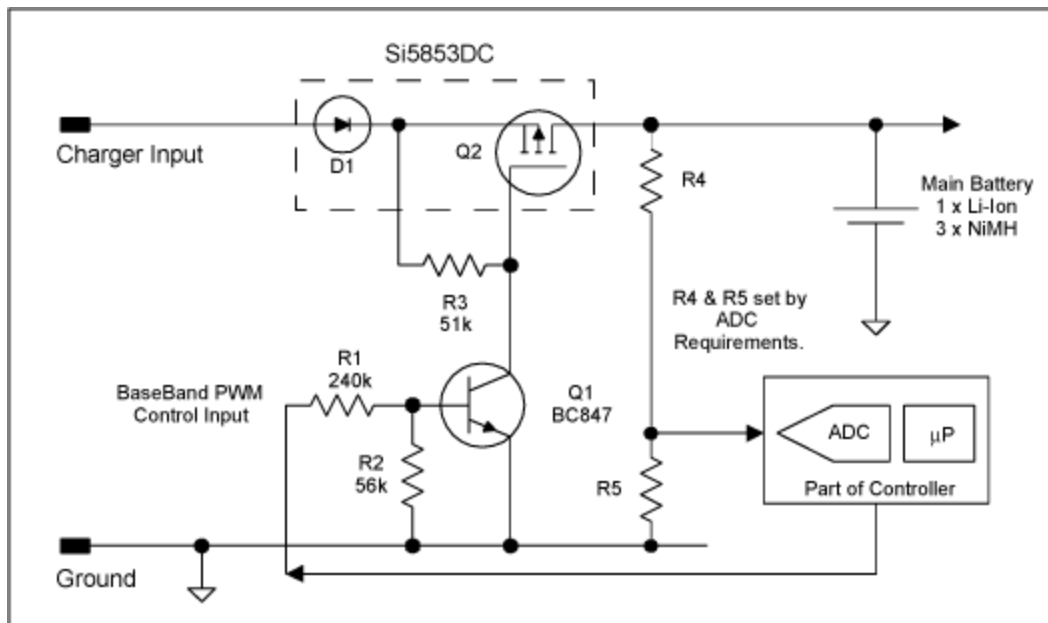 Si5853DC
Charger Input
D1
Q2
R4
Main Battery
1 x Li-Ion
3 x NiMH
R3
51k
R4 & R5 set by
ADC
Requirements.
R1
240k
BaseBand PWM
Control Input
Q1
BC847
R2
56k
R5
ADC
µP
Part of Controller
Ground